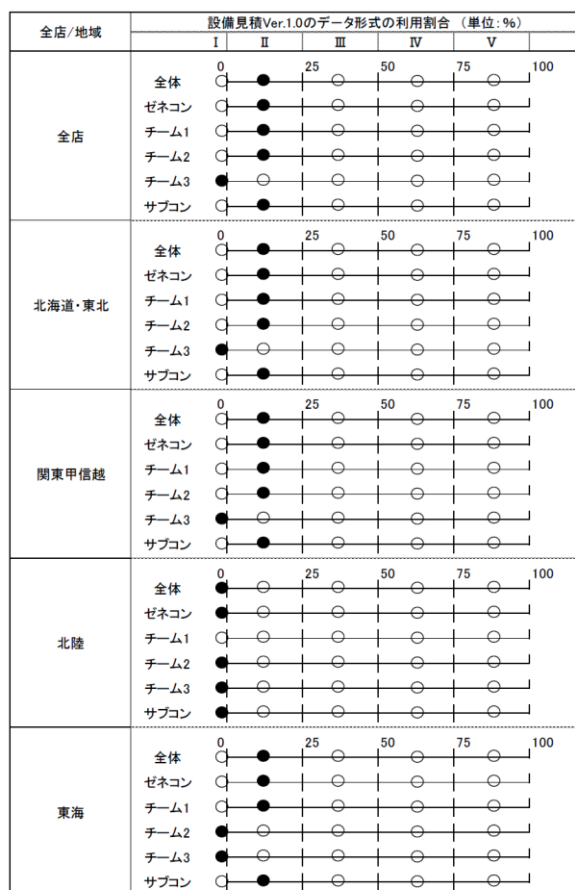 全店/地域
設備見積Ver.1.0のデータ形式の利用割合 (単位:%)
Ⅰ Ⅱ Ⅲ Ⅳ Ⅴ
全店
0 25 50 75 100
全体
ゼネコン
チーム1
チーム2
チーム3
サブコン
北海道・東北
0 25 50 75 100
全体
ゼネコン
チーム1
チーム2
チーム3
サブコン
関東甲信越
0 25 50 75 100
全体
ゼネコン
チーム1
チーム2
チーム3
サブコン
北陸
0 25 50 75 100
全体
ゼネコン
チーム1
チーム2
チーム3
サブコン
東海
0 25 50 75 100
全体
ゼネコン
チーム1
チーム2
チーム3
サブコン